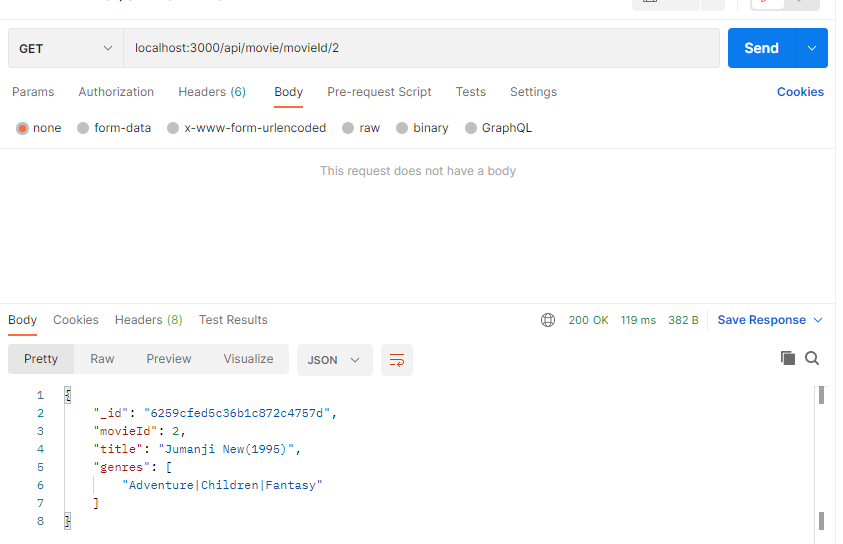 GET localhost:3000/api/movie/movieId/2 Send
Params Authorization Headers (6) Body Pre-request Script Tests Settings Cookies
none form-data x-www-form-urlencoded raw binary GraphQL
This request does not have a body
Body Cookies Headers (8) Test Results 200 OK 119 ms 382 B Save Response
Pretty Raw Preview Visualize JSON
1 {
2 "_id": "6259cfed5c36b1c872c4757d",
3 "movieId": 2,
4 "title": "Jumanji New(1995)",
5 "genres": [
6 "Adventure|Children|Fantasy"
7 ]
8 }